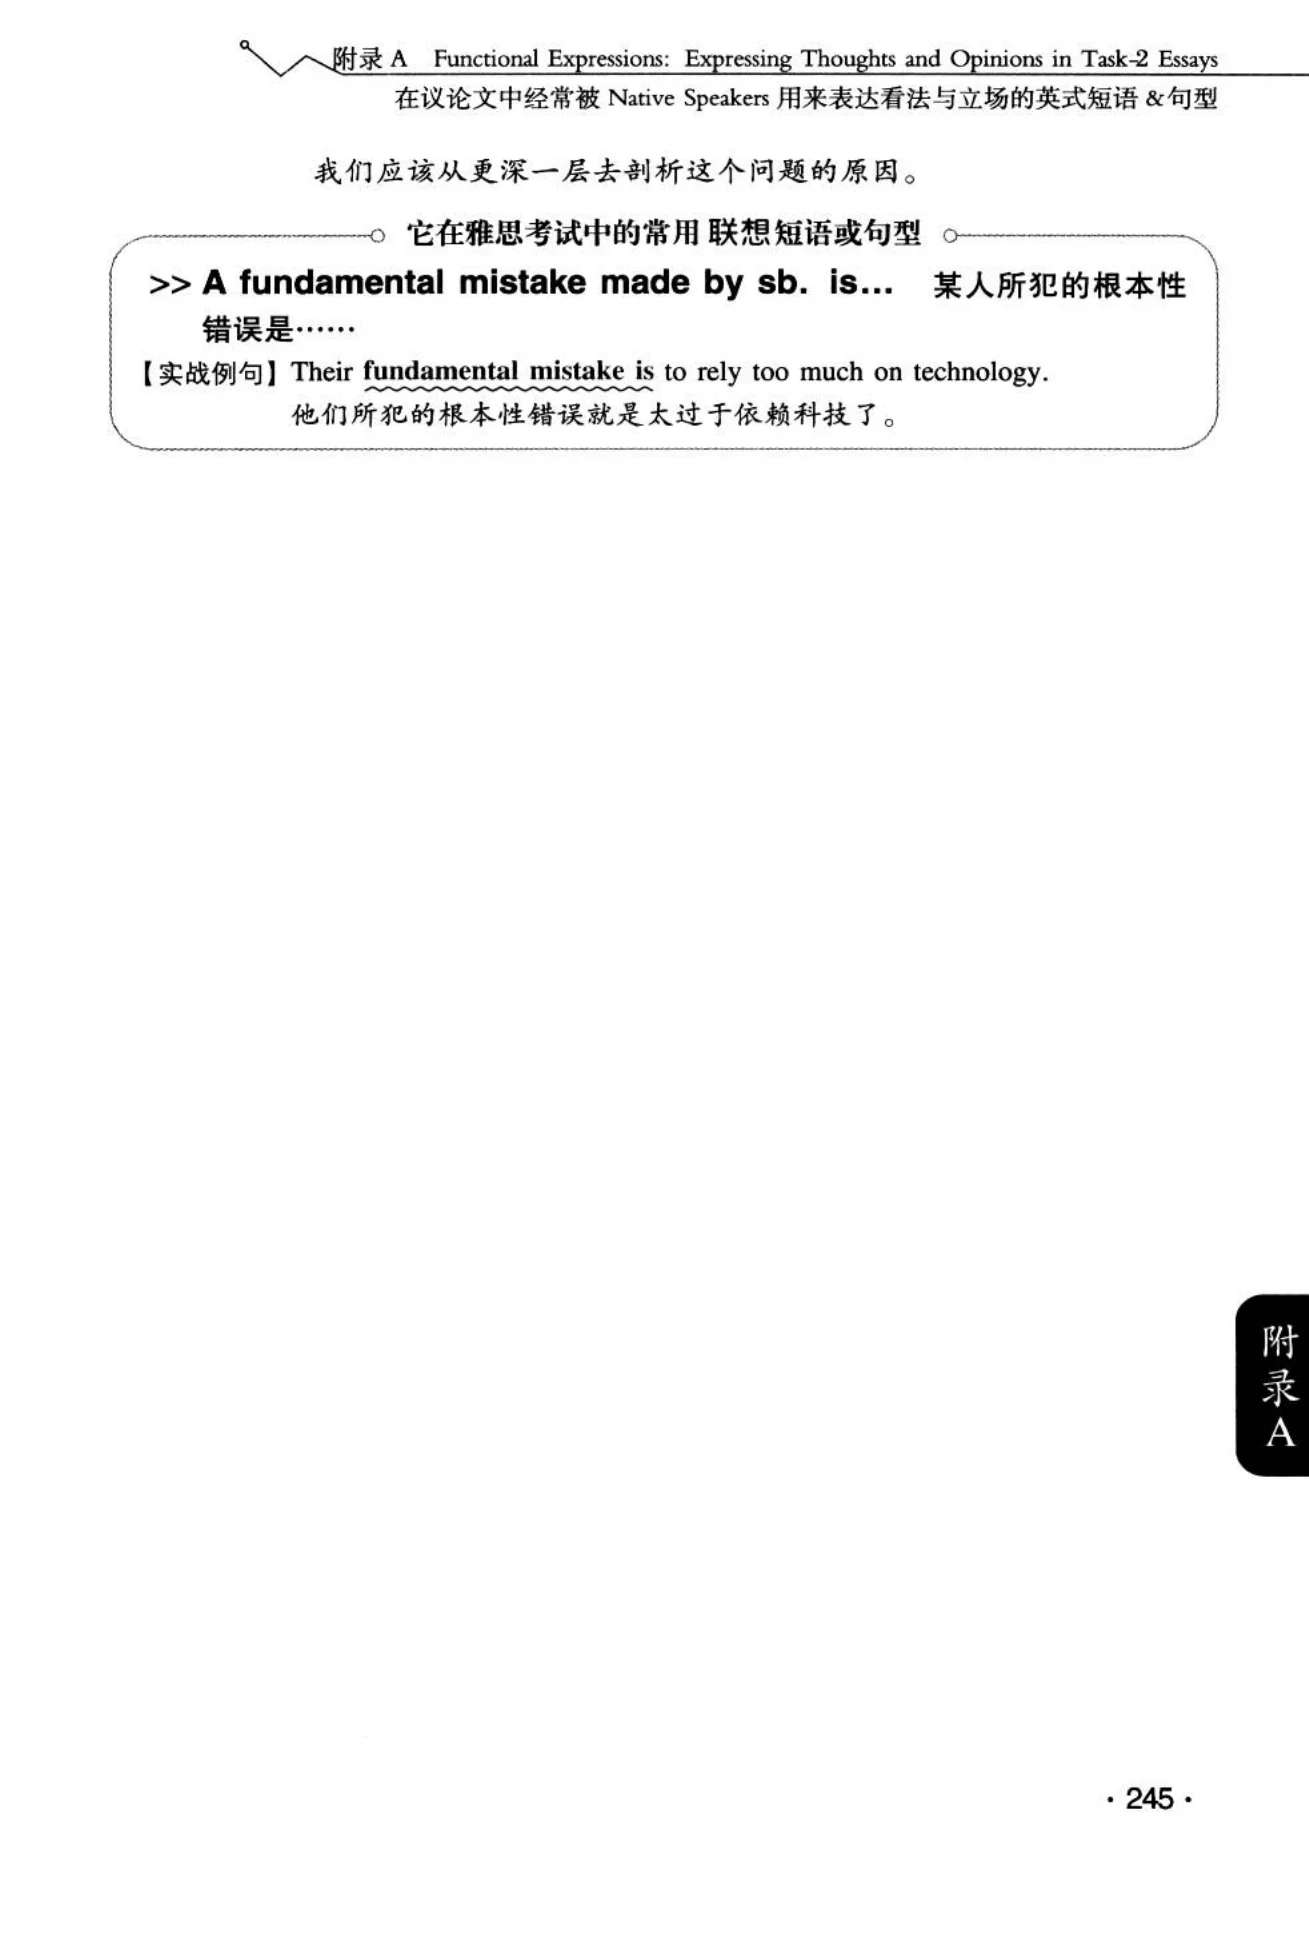 附录 A Functional Expressions: Expressing Thoughts and Opinions in Task-2 Essays
在议论文中经常被 Native Speakers 用来表达看法与立场的英式短语 & 句型
我们应该从更深一层去剖析这个问题的原因。
它在雅思考试中的常用联想短语或句型
>> A fundamental mistake made by sb. is... 某人所犯的根本性
错误是……
【实战例句】Their fundamental mistake is to rely too much on technology.
他们所犯的根本性错误就是太过于依赖科技了。
附
录
A
· 245 ·